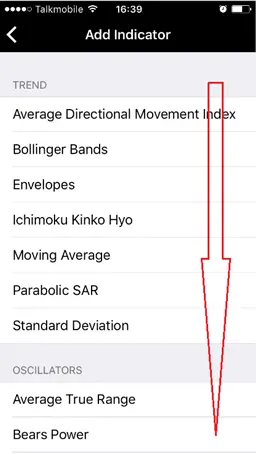 Talkmobile 16:39
Add Indicator
TREND
Average Directional Movement Index
Bollinger Bands
Envelopes
Ichimoku Kinko Hyo
Moving Average
Parabolic SAR
Standard Deviation
OSCILLATORS
Average True Range
Bears Power